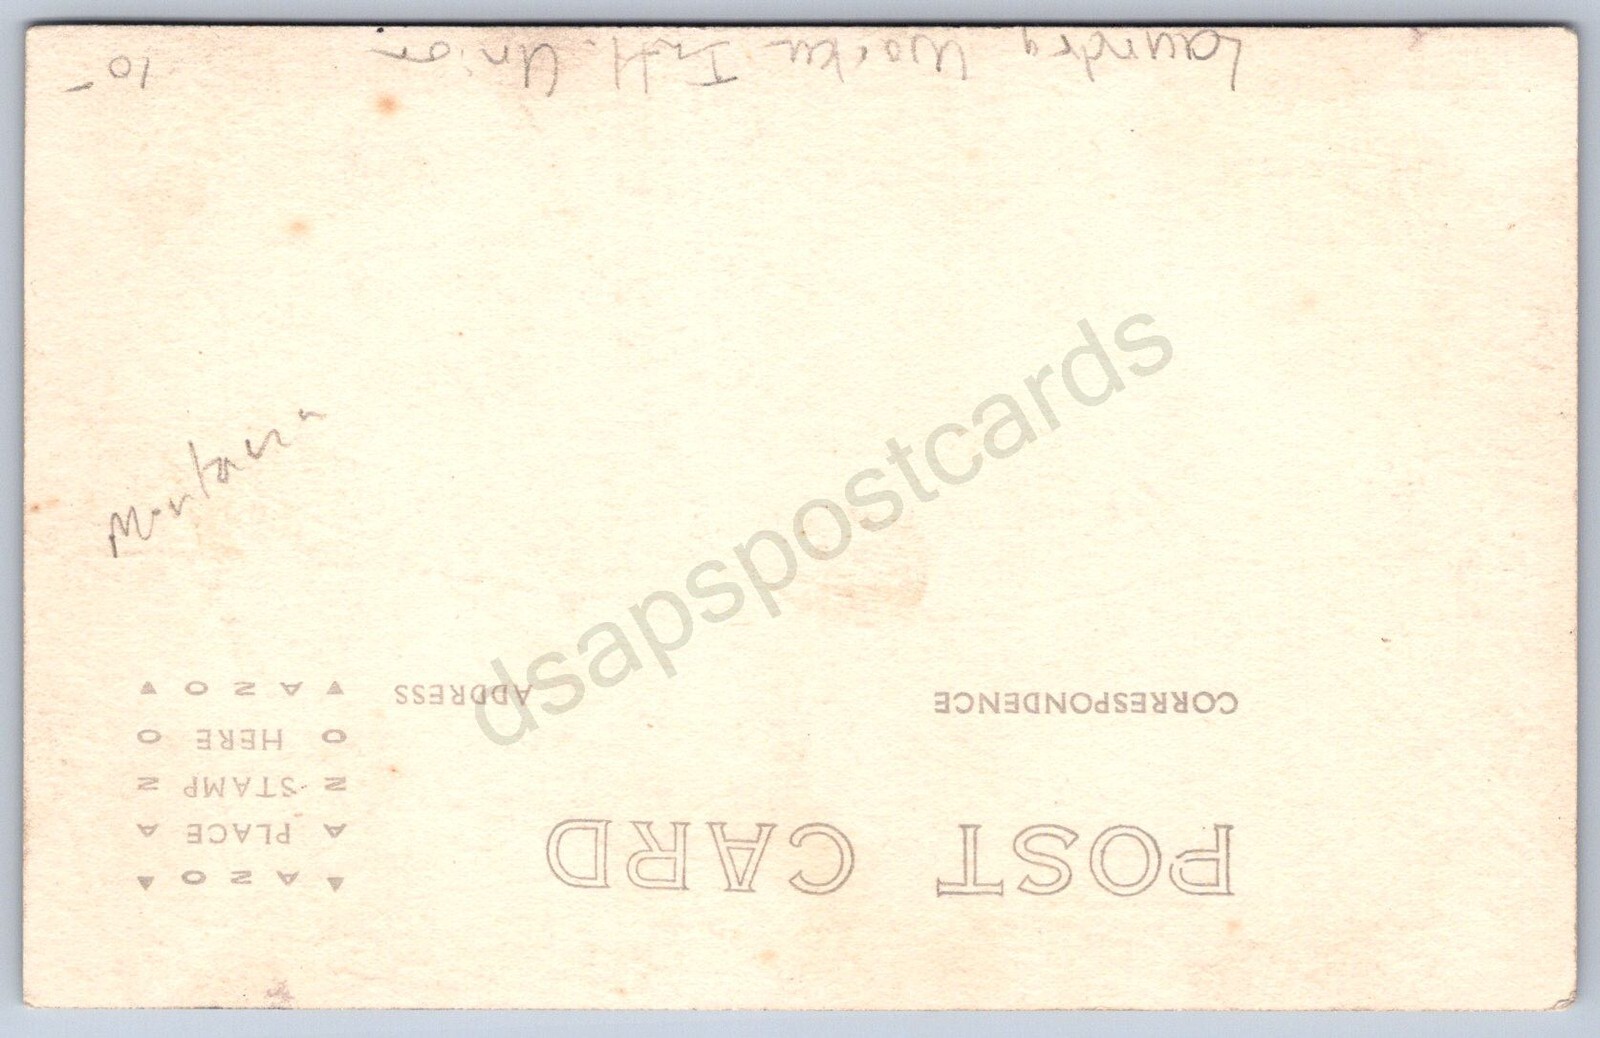 POST CARD
CORRESPONDENCE
ADDRESS
▲ A Z O ▲
A PLACE A
Z STAMP Z
O HERE O
▼ A Z O ▲
Montana
Laundry Worker Intl. Union
10-
dsapspostcards